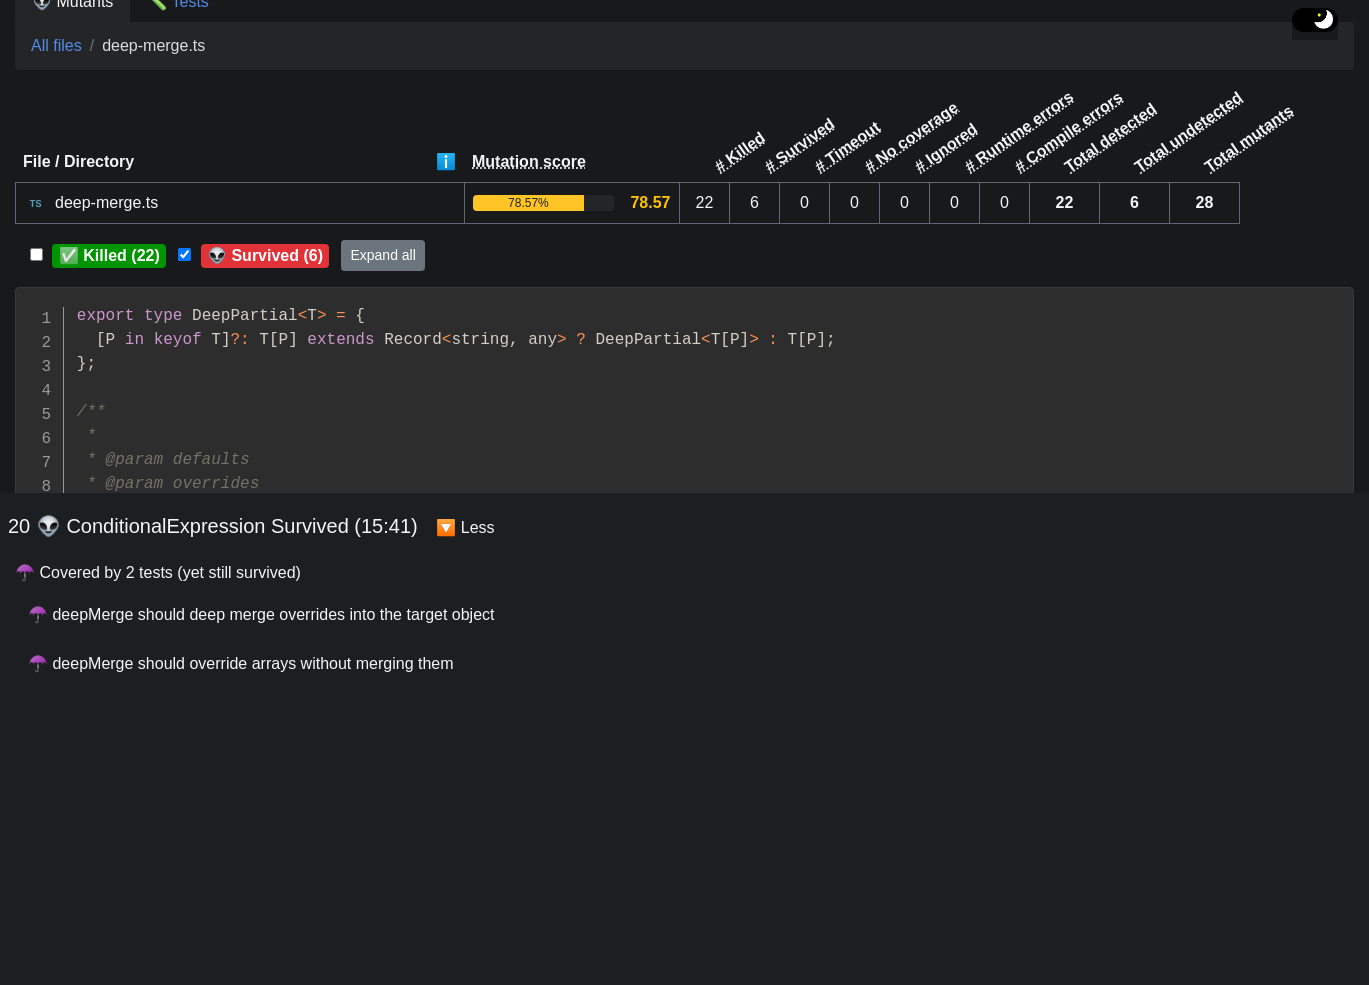 Mutants Tests
All files / deep-merge.ts
File / Directory Mutation score # Killed # Survived # Timeout # No coverage # Ignored # Runtime errors # Compile errors Total detected Total undetected Total mutants
TS deep-merge.ts 78.57% 78.57 22 6 0 0 0 0 0 22 6 28
Killed (22) Survived (6) Expand all
1 export type DeepPartial<T> = {
2   [P in keyof T]?: T[P] extends Record<string, any> ? DeepPartial<T[P]> : T[P];
3 };
4
5 /**
6  *
7  * @param defaults
8  * @param overrides
20 👽 ConditionalExpression Survived (15:41) 🔽 Less
☂️ Covered by 2 tests (yet still survived)
☂️ deepMerge should deep merge overrides into the target object
☂️ deepMerge should override arrays without merging them